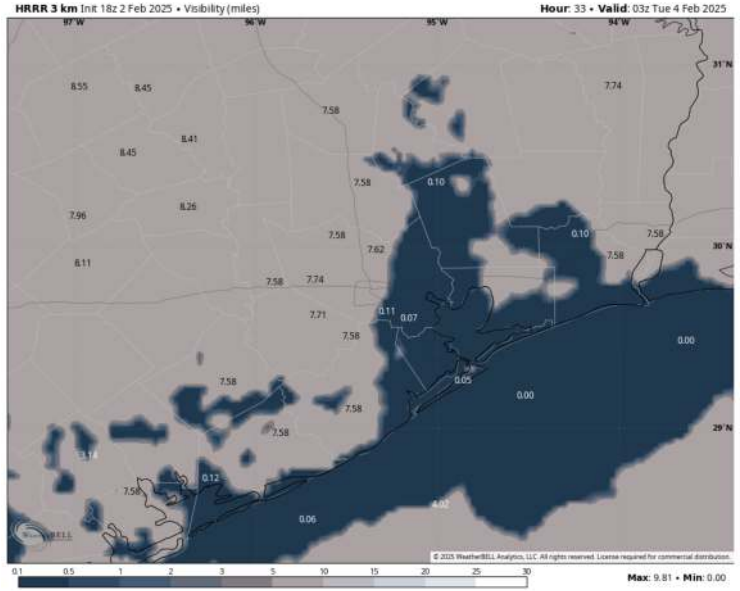 HRRR 3 km Init 18z 2 Feb 2025 • Visibility (miles) Hour: 33 • Valid: 03z Tue 4 Feb 2025
97°W 96°W 95°W 94°W
31°N
8.55 8.45 7.74
7.58
8.41
8.45
7.58 0.10
8.26
7.96
7.58 0.10 7.58
7.62 30°N
7.58
8.11
7.58 7.74
7.71 0.11 0.07
7.58
0.00
7.58 0.05
0.00
7.58
7.58 29°N
3.14
0.12
7.58
4.02
0.06
WeatherBELL
© 2025 WeatherBELL Analytics, LLC. All rights reserved. License required for commercial distribution.
0.1 0.5 1 2 3 5 10 15 20 25 30
Max: 9.81 • Min: 0.00